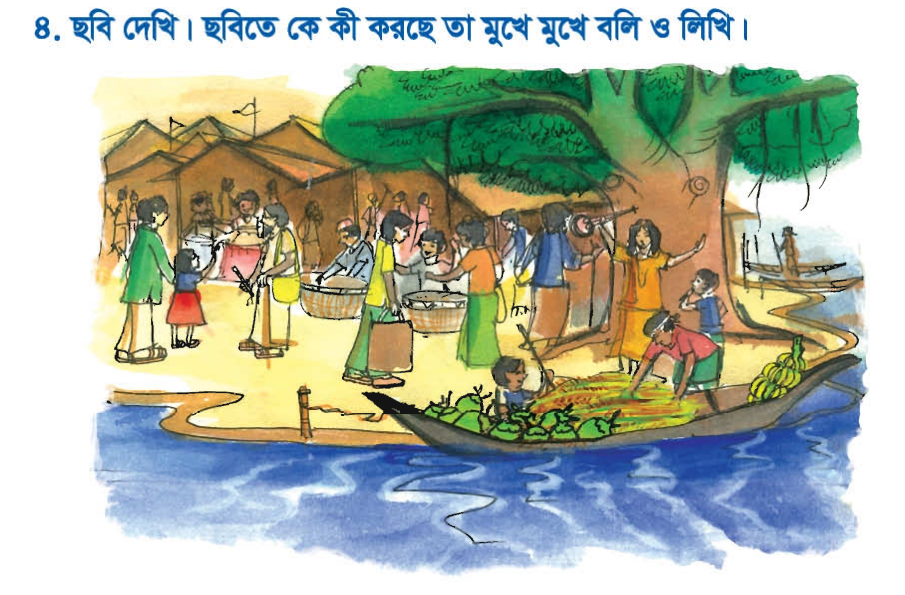 ৪. ছবি দেখি। ছবিতে কে কী করছে তা মুখে মুখে বলি ও লিখি।